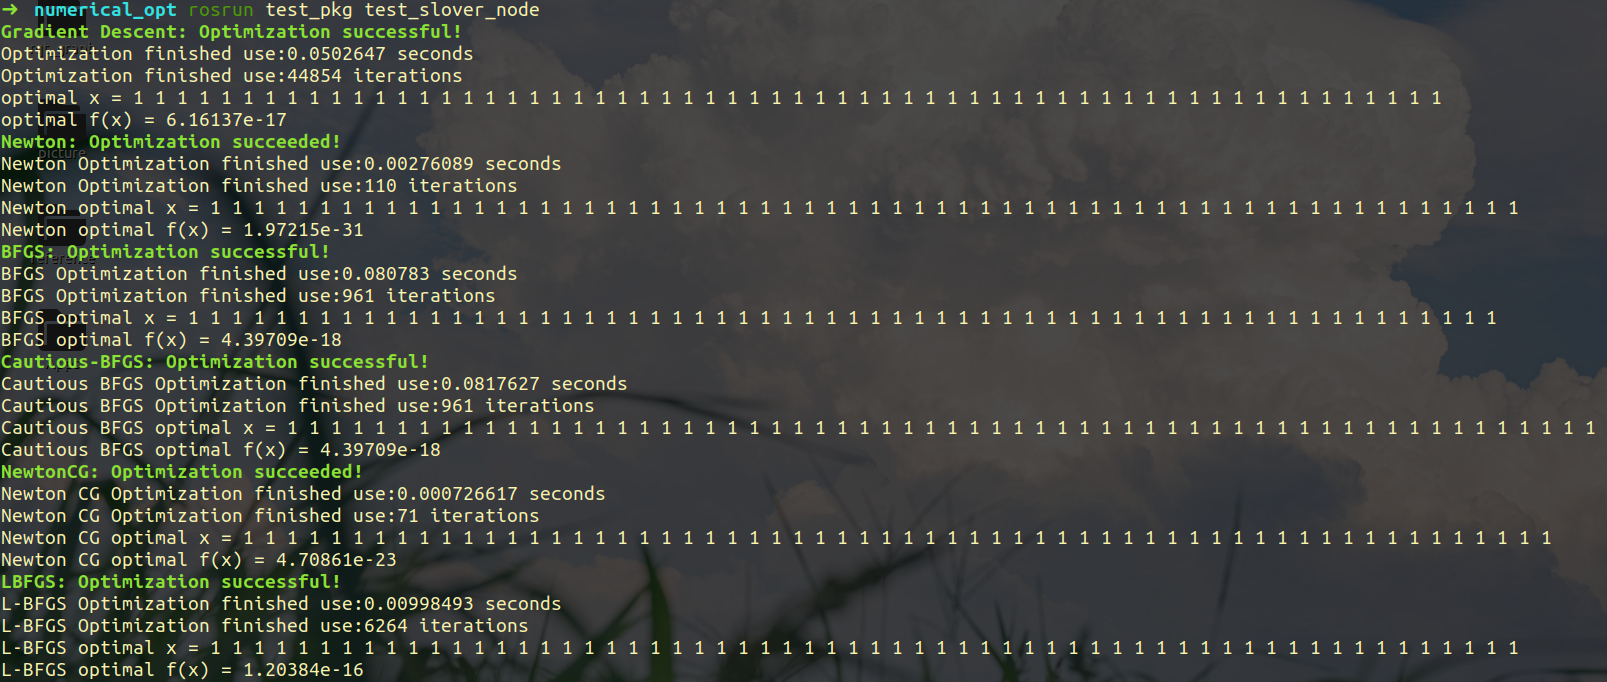 ➜ numerical_opt rosrun test_pkg test_slover_node
Gradient Descent: Optimization successful!
Optimization finished use:0.0502647 seconds
Optimization finished use:44854 iterations
optimal x = 1 1 1 1 1 1 1 1 1 1 1 1 1 1 1 1 1 1 1 1 1 1 1 1 1 1 1 1 1 1 1 1 1 1 1 1 1 1 1 1 1 1 1 1 1 1 1 1 1 1 1 1 1 1 1 1 1 1 1 1
optimal f(x) = 6.16137e-17
Newton: Optimization succeeded!
picture
Newton Optimization finished use:0.00276089 seconds
Newton Optimization finished use:110 iterations
Newton optimal x = 1 1 1 1 1 1 1 1 1 1 1 1 1 1 1 1 1 1 1 1 1 1 1 1 1 1 1 1 1 1 1 1 1 1 1 1 1 1 1 1 1 1 1 1 1 1 1 1 1 1 1 1 1 1 1 1 1 1 1 1
Newton optimal f(x) = 1.97215e-31
BFGS: Optimization successful!
reference
BFGS Optimization finished use:0.080783 seconds
BFGS Optimization finished use:961 iterations
BFGS optimal x = 1 1 1 1 1 1 1 1 1 1 1 1 1 1 1 1 1 1 1 1 1 1 1 1 1 1 1 1 1 1 1 1 1 1 1 1 1 1 1 1 1 1 1 1 1 1 1 1 1 1 1 1 1 1 1 1 1 1 1 1
BFGS optimal f(x) = 4.39709e-18
Cautious-BFGS: Optimization successful!
Cautious BFGS Optimization finished use:0.0817627 seconds
Cautious BFGS Optimization finished use:961 iterations
Cautious BFGS optimal x = 1 1 1 1 1 1 1 1 1 1 1 1 1 1 1 1 1 1 1 1 1 1 1 1 1 1 1 1 1 1 1 1 1 1 1 1 1 1 1 1 1 1 1 1 1 1 1 1 1 1 1 1 1 1 1 1 1 1 1 1
Cautious BFGS optimal f(x) = 4.39709e-18
NewtonCG: Optimization succeeded!
Newton CG Optimization finished use:0.000726617 seconds
Newton CG Optimization finished use:71 iterations
Newton CG optimal x = 1 1 1 1 1 1 1 1 1 1 1 1 1 1 1 1 1 1 1 1 1 1 1 1 1 1 1 1 1 1 1 1 1 1 1 1 1 1 1 1 1 1 1 1 1 1 1 1 1 1 1 1 1 1 1 1 1 1 1 1
Newton CG optimal f(x) = 4.70861e-23
LBFGS: Optimization successful!
L-BFGS Optimization finished use:0.00998493 seconds
L-BFGS Optimization finished use:6264 iterations
L-BFGS optimal x = 1 1 1 1 1 1 1 1 1 1 1 1 1 1 1 1 1 1 1 1 1 1 1 1 1 1 1 1 1 1 1 1 1 1 1 1 1 1 1 1 1 1 1 1 1 1 1 1 1 1 1 1 1 1 1 1 1 1 1 1
L-BFGS optimal f(x) = 1.20384e-16